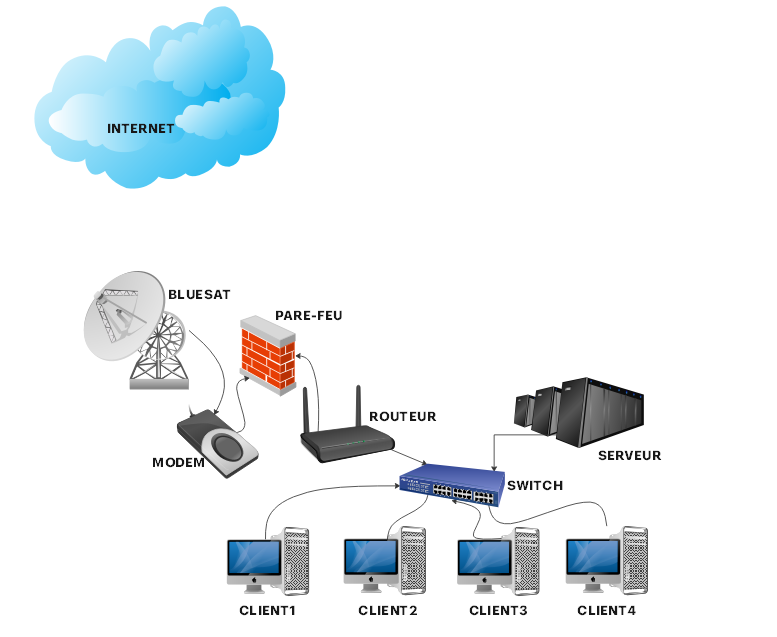 INTERNET
BLUESAT
PARE-FEU
ROUTEUR
MODEM
SERVEUR
SWITCH
CLIENT1
CLIENT2
CLIENT3
CLIENT4